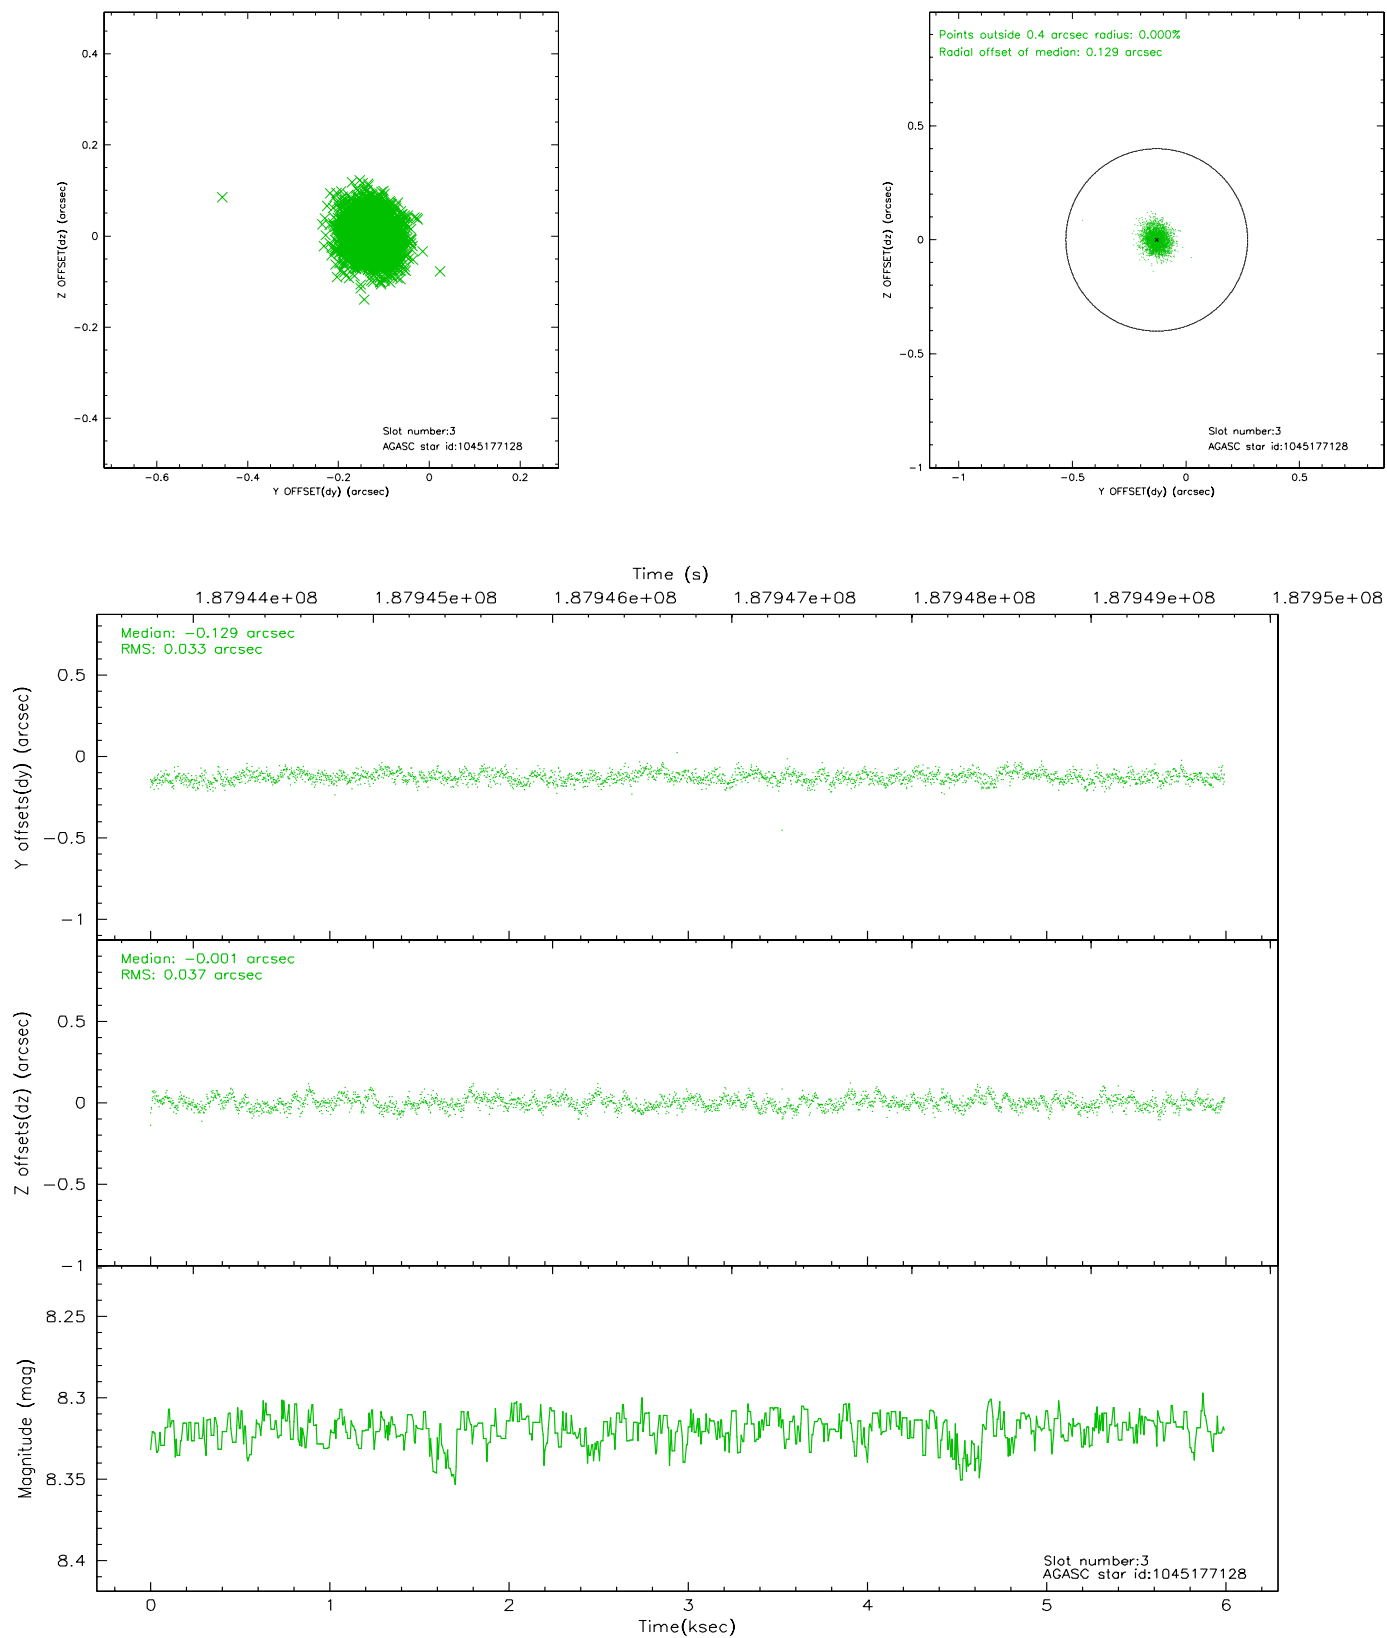 0.4
0.2
0
−0.2
−0.4
Z OFFSET(dz) (arcsec)
Slot number:3
AGASC star id:1045177128
−0.6
−0.4
−0.2
0
0.2
Y OFFSET(dy) (arcsec)
Points outside 0.4 arcsec radius: 0.000%
Radial offset of median: 0.129 arcsec
0.5
0
−0.5
−1
Z OFFSET(dz) (arcsec)
Slot number:3
AGASC star id:1045177128
−1
−0.5
0
0.5
Y OFFSET(dy) (arcsec)
Time (s)
1.87944e+08
1.87945e+08
1.87946e+08
1.87947e+08
1.87948e+08
1.87949e+08
1.8795e+08
Median: −0.129 arcsec
RMS: 0.033 arcsec
0.5
0
−0.5
−1
Y offsets(dy) (arcsec)
Median: −0.001 arcsec
RMS: 0.037 arcsec
0.5
0
−0.5
−1
Z offsets(dz) (arcsec)
8.25
8.3
8.35
8.4
Magnitude (mag)
Slot number:3
AGASC star id:1045177128
0
1
2
3
4
5
6
Time(ksec)